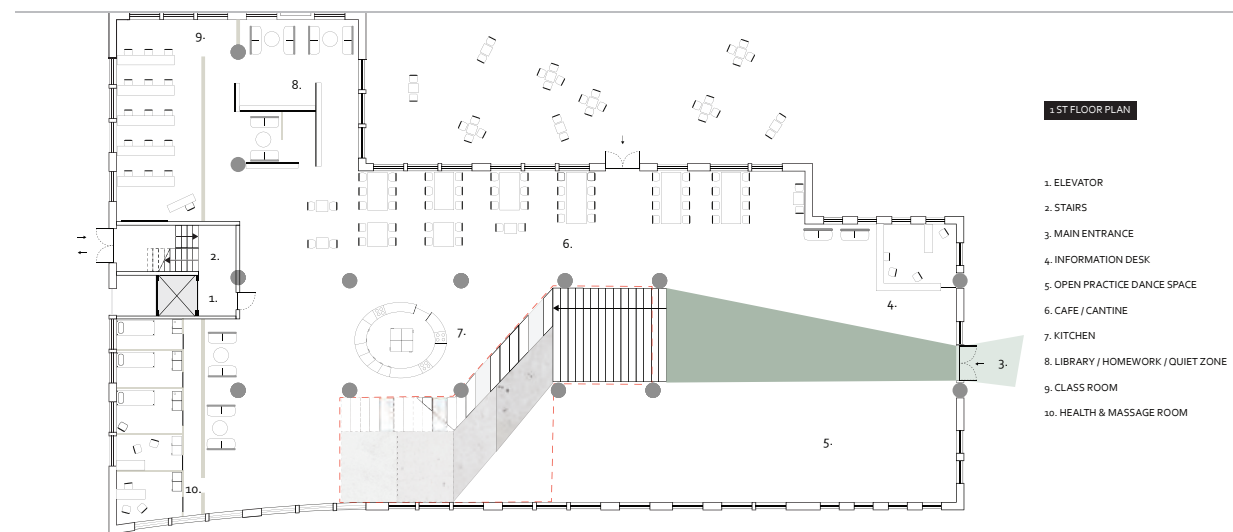 9.
8.
6.
2.
1.
4.
7.
3.
5.
10.
1 ST FLOOR PLAN
1. ELEVATOR
2. STAIRS
3. MAIN ENTRANCE
4. INFORMATION DESK
5. OPEN PRACTICE DANCE SPACE
6. CAFE / CANTINE
7. KITCHEN
8. LIBRARY / HOMEWORK / QUIET ZONE
9. CLASS ROOM
10. HEALTH & MASSAGE ROOM